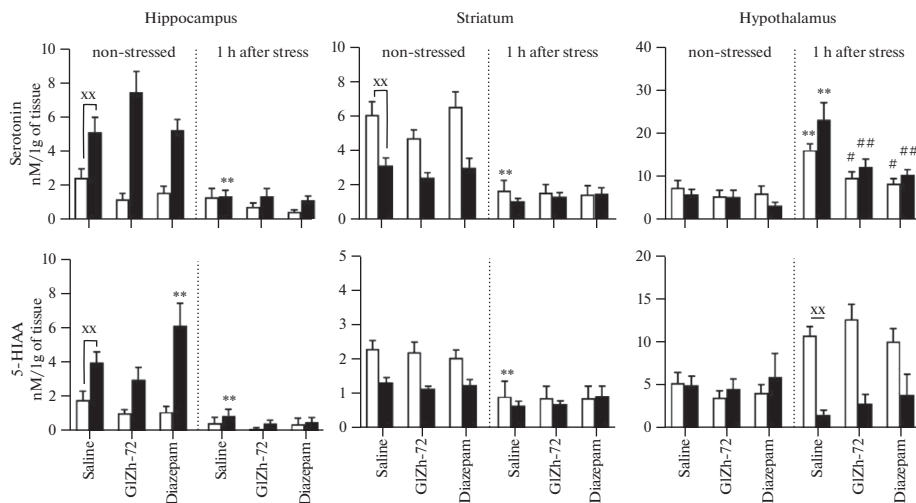 Hippocampus
Striatum
Hypothalamus
Serotonin
nM/1g of tissue
10
8
6
4
2
0
non-stressed
1 h after stress
xx
**
10
8
6
4
2
0
non-stressed
1 h after stress
xx
**
40
30
20
10
0
non-stressed
1 h after stress
**
**
#
##
#
##
5-HIAA
nM/1g of tissue
10
8
6
4
2
0
xx
**
**
5
4
3
2
1
0
**
20
15
10
5
0
xx
Saline
GlZh-72
Diazepam
Saline
GlZh-72
Diazepam
Saline
GlZh-72
Diazepam
Saline
GlZh-72
Diazepam
Saline
GlZh-72
Diazepam
Saline
GlZh-72
Diazepam